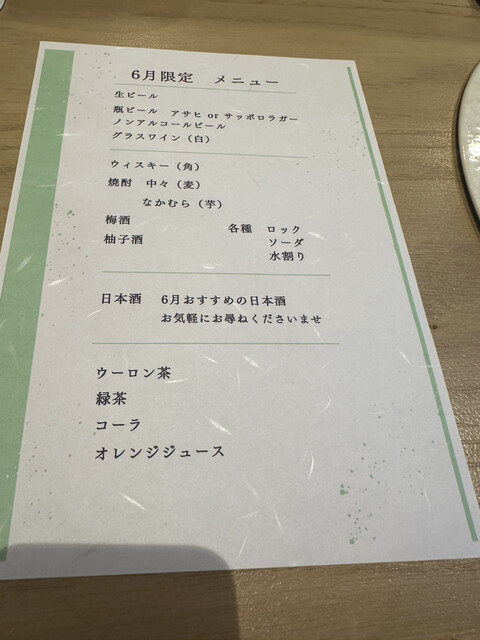 6月限定 メニュー
生ビール
瓶ビール アサヒ or サッポロラガー
ノンアルコールビール
グラスワイン（白）
ウィスキー（角）
焼酎 中々（麦）
なかむら（芋）
梅酒
柚子酒
各種 ロック
ソーダ
水割り
日本酒 6月おすすめの日本酒
お気軽にお尋ねくださいませ
ウーロン茶
緑茶
コーラ
オレンジジュース